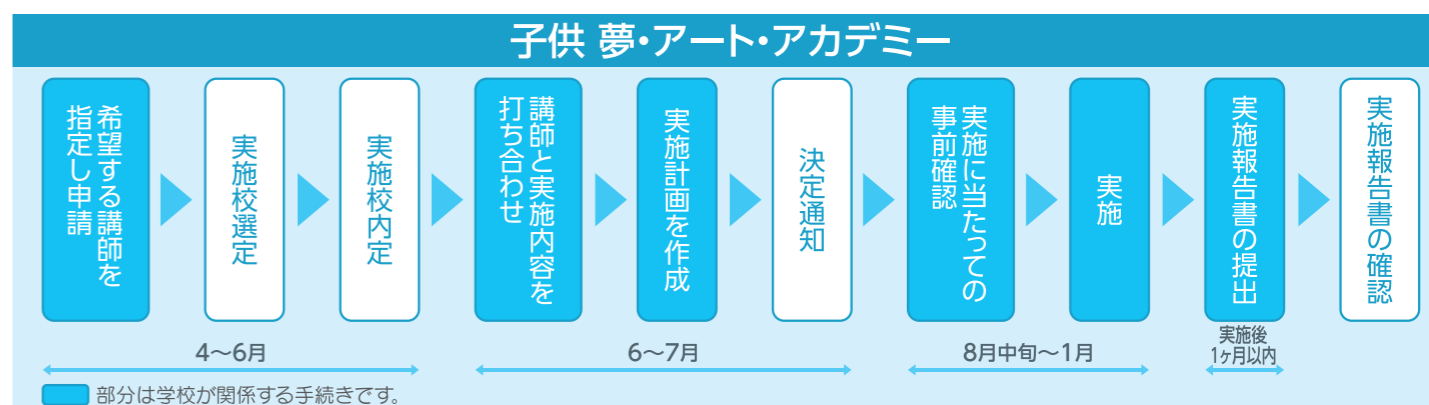 子供 夢・アート・アカデミー
希望する講師を
指定し申請
実施校選定
実施校内定
講師と実施内容を
打ち合わせ
実施計画を作成
決定通知
実施に当たっての
事前確認
実施
実施報告書の提出
実施報告書の確認
4〜6月
6〜7月
8月中旬〜1月
実施後
1ヶ月以内
部分は学校が関係する手続きです。